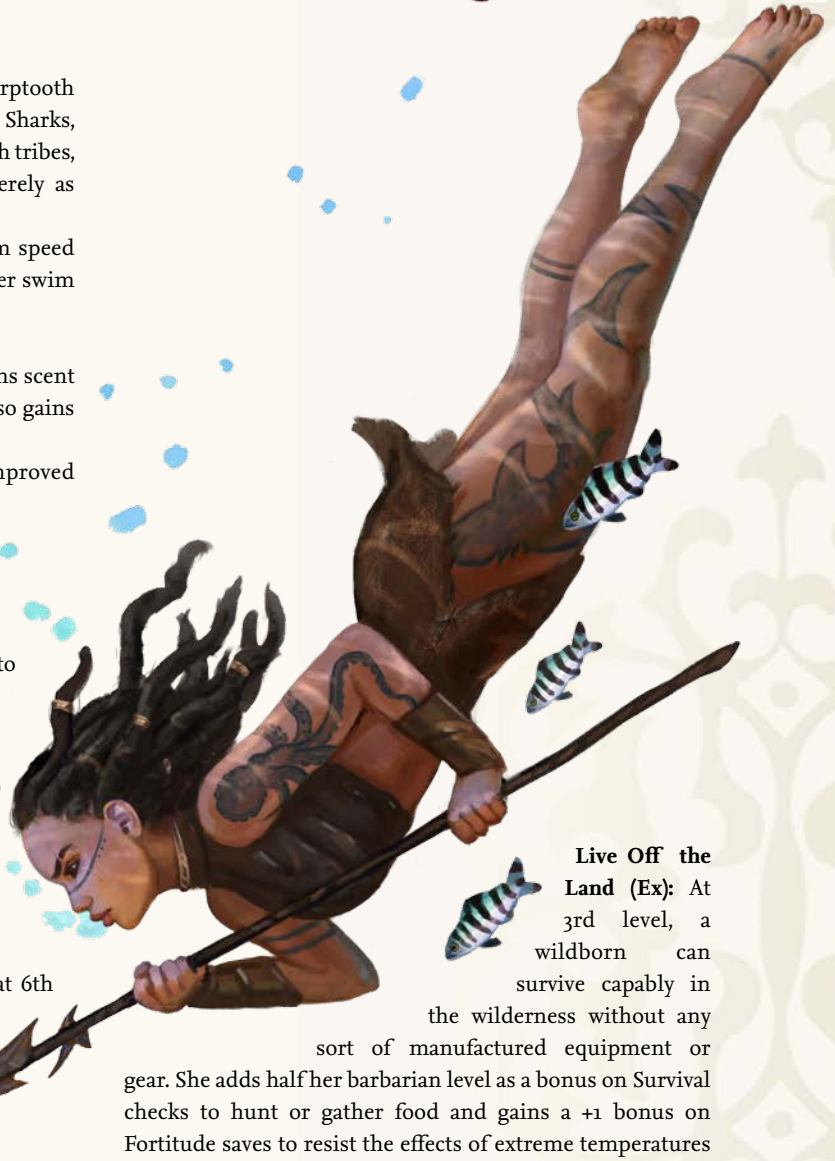 rptooth
Sharks,
h tribes,
erely as
n speed
er swim
ns scent
so gains
nproved
to
at 6th
Live Off the
Land (Ex): At
3rd level, a
wildborn can
survive capably in
the wilderness without any
sort of manufactured equipment or
gear. She adds half her barbarian level as a bonus on Survival
checks to hunt or gather food and gains a +1 bonus on
Fortitude saves to resist the effects of extreme temperatures